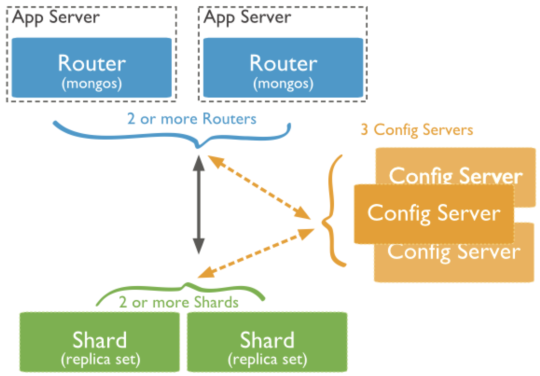 App Server
App Server
Router
(mongos)
Router
(mongos)
2 or more Routers
3 Config Servers
Config Server
Config Server
Config Server
2 or more Shards
Shard
(replica set)
Shard
(replica set)